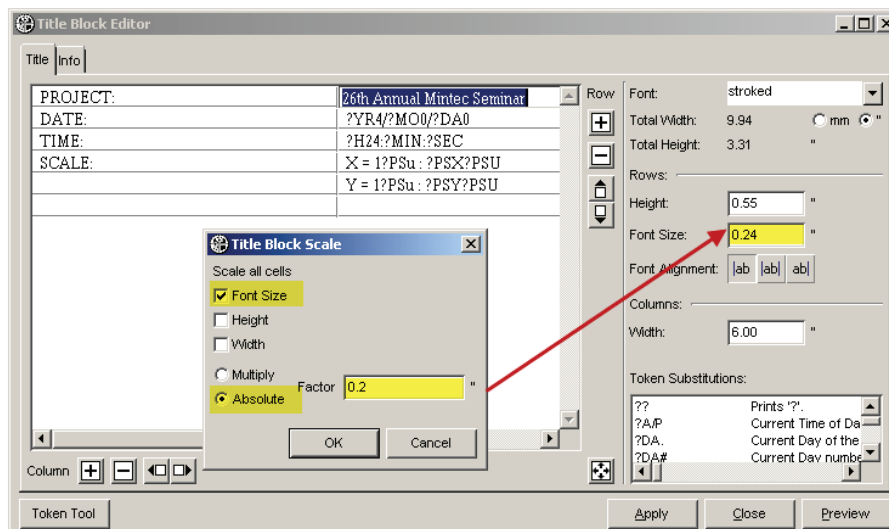 Title Block Editor
Title Info
PROJECT: 26th Annual Mintec Seminar
DATE: ?YR4/?MO0/?DA0
TIME: ?H24:?MIN:?SEC
SCALE: X = 1?PSu : ?PSX?PSU
Y = 1?PSu : ?PSY?PSU
Row
Font: stroked
Total Width: 9.94 mm "
Total Height: 3.31 "
Rows:
Height: 0.55 "
Font Size: 0.24 "
Font Alignment: |ab |ab| ab|
Columns:
Width: 6.00 "
Token Substitutions:
?? Prints '?'.
?A/P Current Time of Da
?DA. Current Day of the
?DA# Current Day numbe
Title Block Scale
Scale all cells
Font Size
Height
Width
Multiply
Absolute
Factor 0.2 "
OK Cancel
Column
Token Tool Apply Close Preview